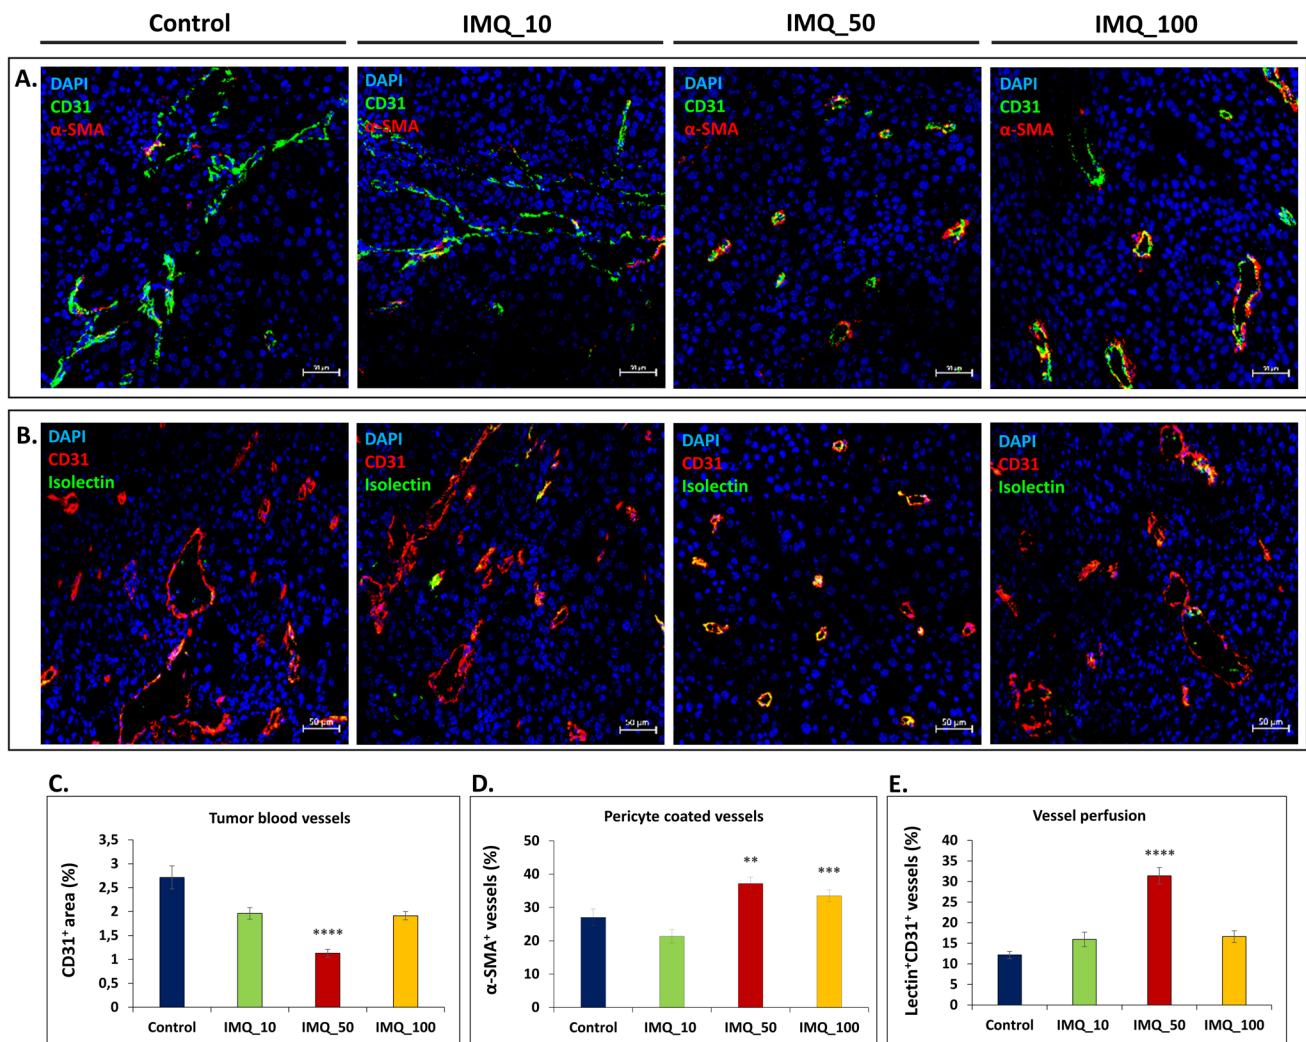 Control IMQ_10 IMQ_50 IMQ_100
A.
DAPI DAPI DAPI DAPI
CD31 CD31 CD31 CD31
α-SMA α-SMA α-SMA α-SMA
B.
DAPI DAPI DAPI DAPI
CD31 CD31 CD31 CD31
Isolectin Isolectin Isolectin Isolectin
50 µm 50 µm 50 µm 50 µm
C.
Tumor blood vessels
CD31⁺ area (%)
3,5
3
2,5
2
1,5
1
0,5
0
****
Control IMQ_10 IMQ_50 IMQ_100
D.
Pericyte coated vessels
α-SMA⁺ vessels (%)
50
40
30
20
10
0
**
***
Control IMQ_10 IMQ_50 IMQ_100
E.
Vessel perfusion
Lectin⁺CD31⁺ vessels (%)
40
35
30
25
20
15
10
5
0
****
Control IMQ_10 IMQ_50 IMQ_100